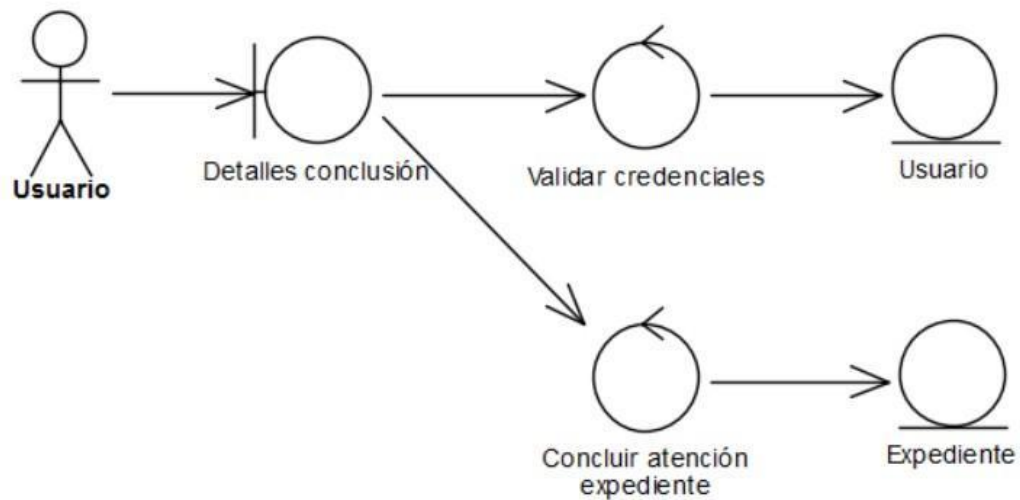 Usuario
Detalles conclusión
Validar credenciales
Usuario
Concluir atención
expediente
Expediente